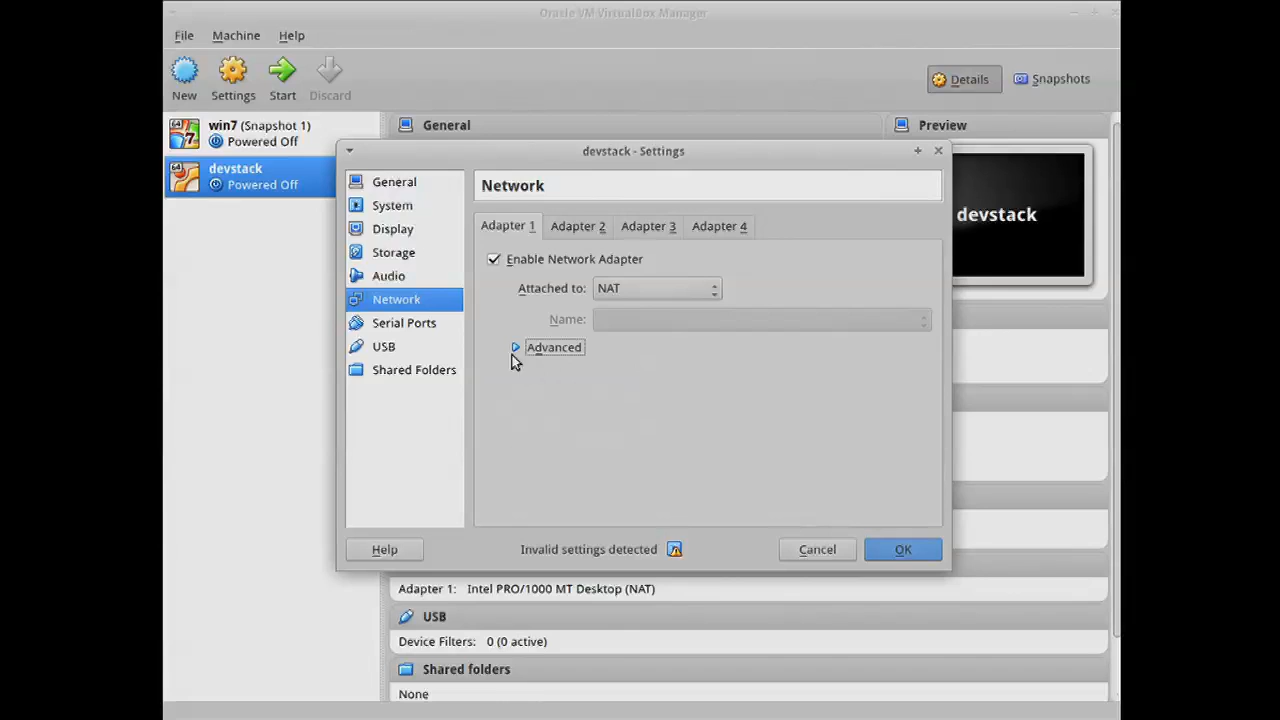 Oracle VM VirtualBox Manager
File Machine Help
New Settings Start Discard
Details Snapshots
win7 (Snapshot 1)
Powered Off
devstack
Powered Off
General
Preview
devstack
devstack - Settings
General
System
Display
Storage
Audio
Network
Serial Ports
USB
Shared Folders
Network
Adapter 1 Adapter 2 Adapter 3 Adapter 4
Enable Network Adapter
Attached to: NAT
Name:
Advanced
Help
Invalid settings detected
Cancel
OK
Adapter 1: Intel PRO/1000 MT Desktop (NAT)
USB
Device Filters: 0 (0 active)
Shared folders
None